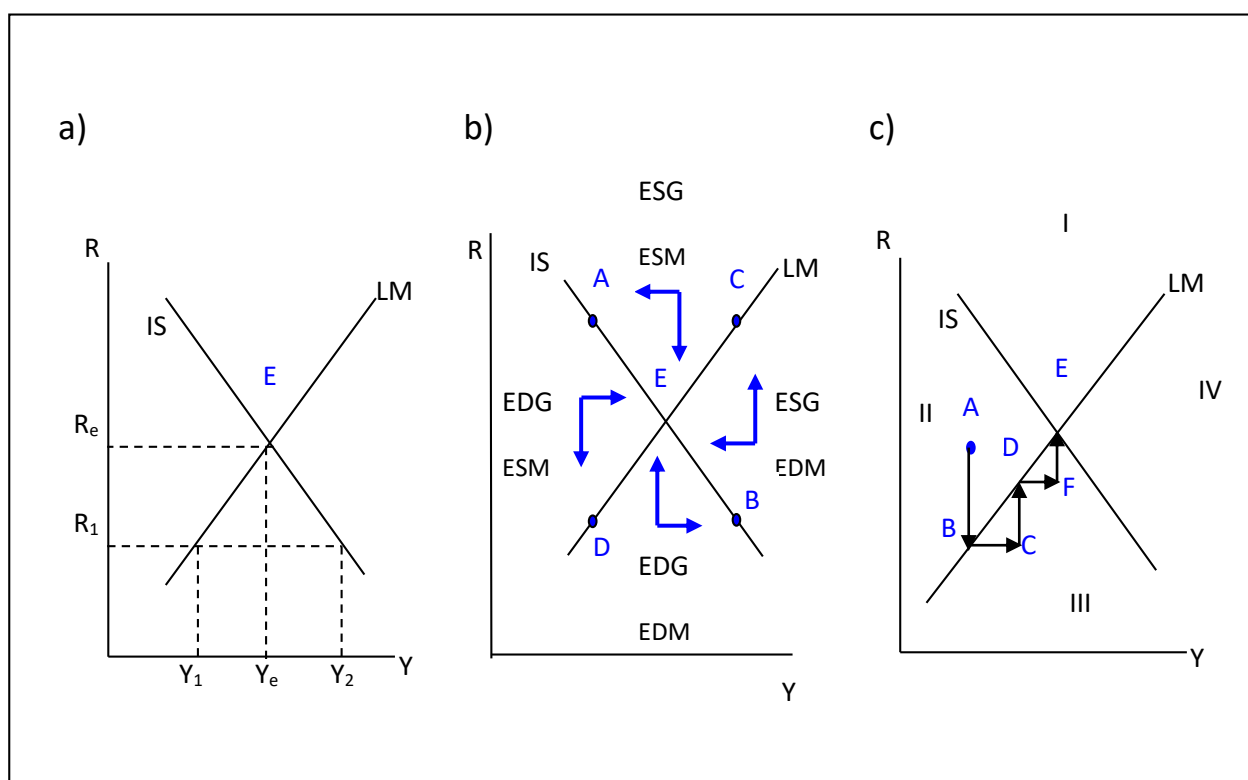 a)
R
IS
LM
E
Rₑ
R₁
Y₁
Yₑ
Y₂
Y
b)
ESG
ESM
R
IS
A
C
LM
E
EDG
ESG
ESM
EDM
B
D
EDG
EDM
Y
c)
I
R
IS
LM
E
IV
II
A
D
F
B
C
III
Y